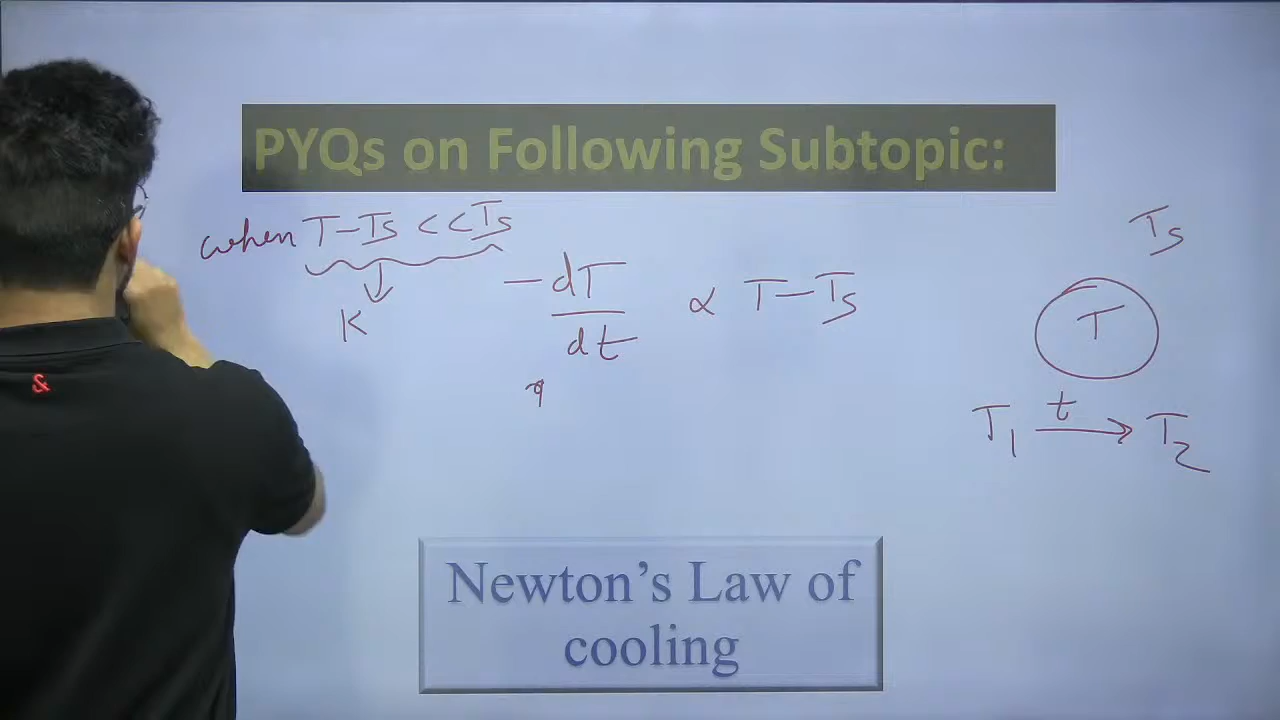 PYQs on Following Subtopic:
when T-Ts <<Ts
K
-dT/dt ∝ T-Ts
Ts
T
T1 t→ T2
&
Newton's Law of
cooling